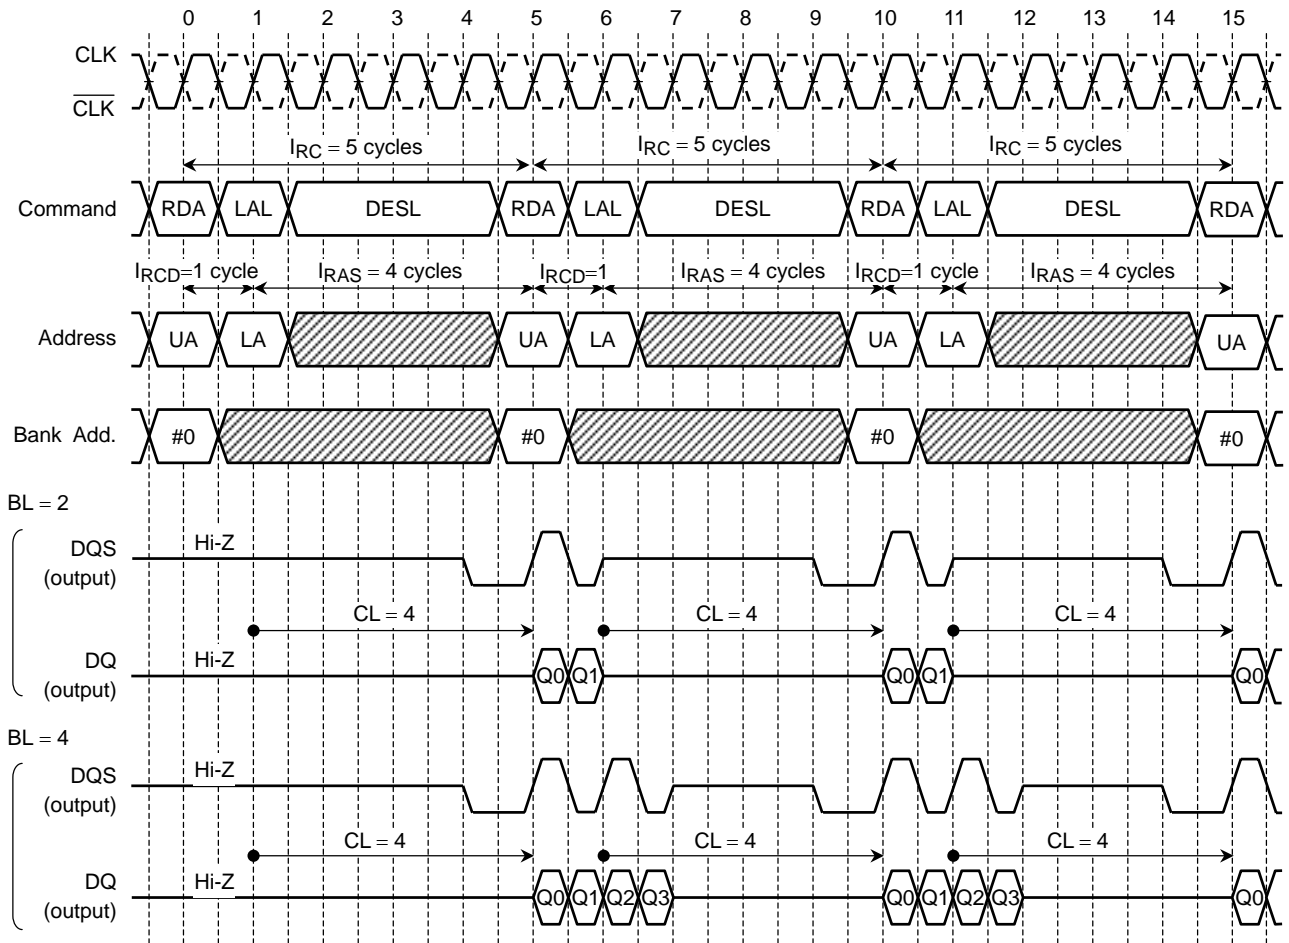 0 1 2 3 4 5 6 7 8 9 10 11 12 13 14 15
CLK
CLK
IRC = 5 cycles IRC = 5 cycles IRC = 5 cycles
Command RDA LAL DESL RDA LAL DESL RDA LAL DESL RDA
IRCD=1 cycle IRAS = 4 cycles IRCD=1 IRAS = 4 cycles IRCD=1 cycle IRAS = 4 cycles
Address UA LA UA LA UA LA UA
Bank Add. #0 #0 #0 #0
BL = 2
DQS Hi-Z
(output)
CL = 4 CL = 4 CL = 4
DQ Hi-Z Q0 Q1 Q0 Q1 Q0
(output)
BL = 4
DQS Hi-Z
(output)
CL = 4 CL = 4 CL = 4
DQ Hi-Z Q0 Q1 Q2 Q3 Q0 Q1 Q2 Q3 Q0
(output)